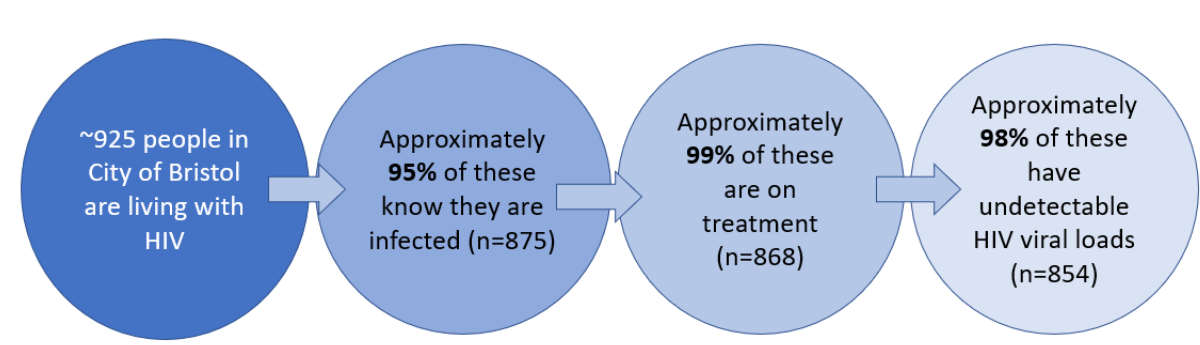 ~925 people in
City of Bristol
are living with
HIV
Approximately
95% of these
know they are
infected (n=875)
Approximately
99% of these
are on
treatment
(n=868)
Approximately
98% of these
have
undetectable
HIV viral loads
(n=854)